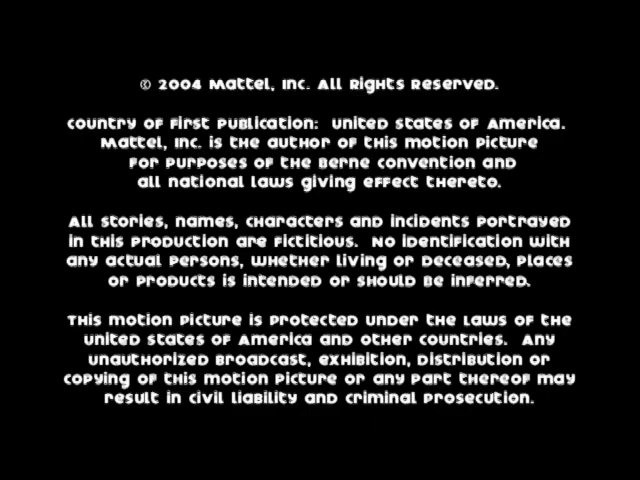 © 2004 Mattel, Inc. All Rights Reserved.
Country of First Publication: United States of America.
Mattel, Inc. is the author of this motion picture
for purposes of the Berne Convention and
all national laws giving effect thereto.
All stories, names, characters and incidents portrayed
in this production are fictitious. No identification with
any actual persons, whether living or deceased, places
or products is intended or should be inferred.
This motion picture is protected under the laws of the
United States of America and other countries. Any
unauthorized broadcast, exhibition, distribution or
copying of this motion picture or any part thereof may
result in civil liability and criminal prosecution.